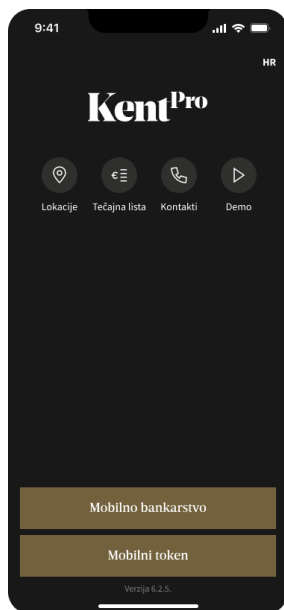 9:41
HR
KentPro
Lokacije Tečajna lista Kontakti Demo
Mobilno bankarstvo
Mobilni token
Verzija 6.2.5.